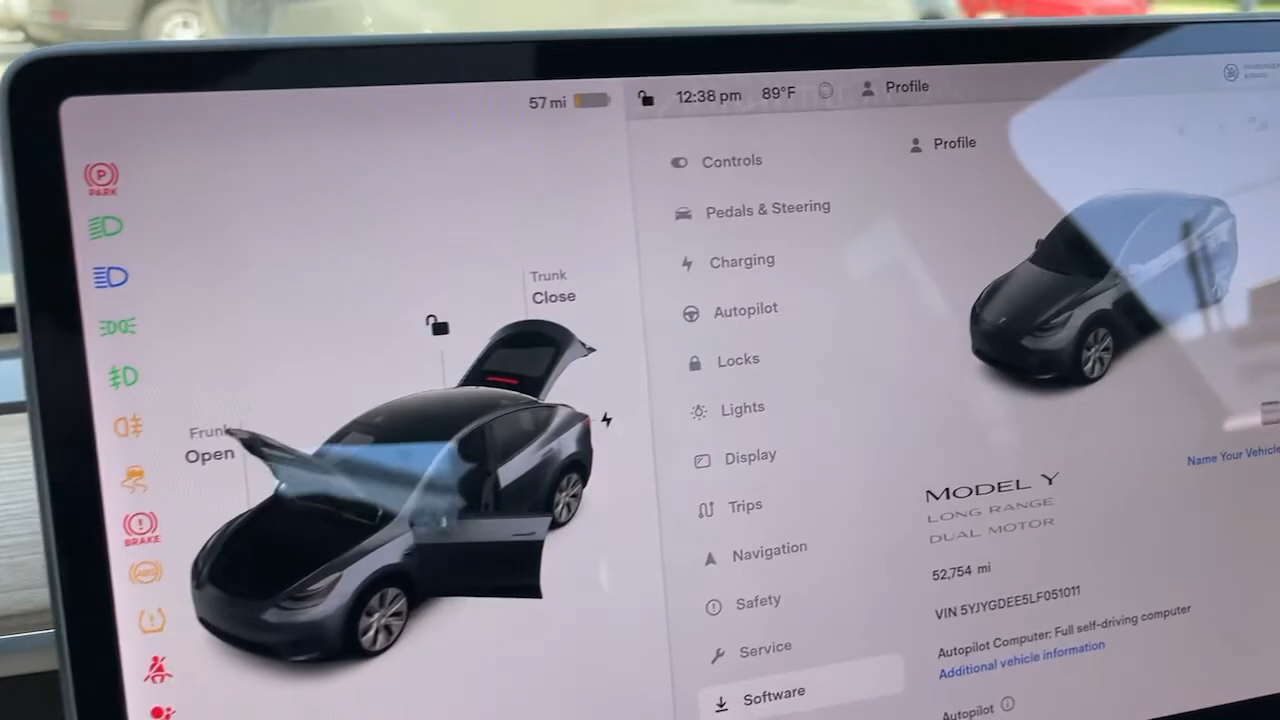 57 mi
12:38 pm
89°F
Profile
PARK
Trunk
Close
Frunk
Open
BRAKE
ABS
Controls
Pedals & Steering
Charging
Autopilot
Locks
Lights
Display
Trips
Navigation
Safety
Service
Software
Profile
Name Your Vehicle
MODEL Y
LONG RANGE
DUAL MOTOR
52,754 mi
VIN 5YJYGDEE5LF051011
Autopilot Computer: Full self-driving computer
Additional vehicle information
Autopilot